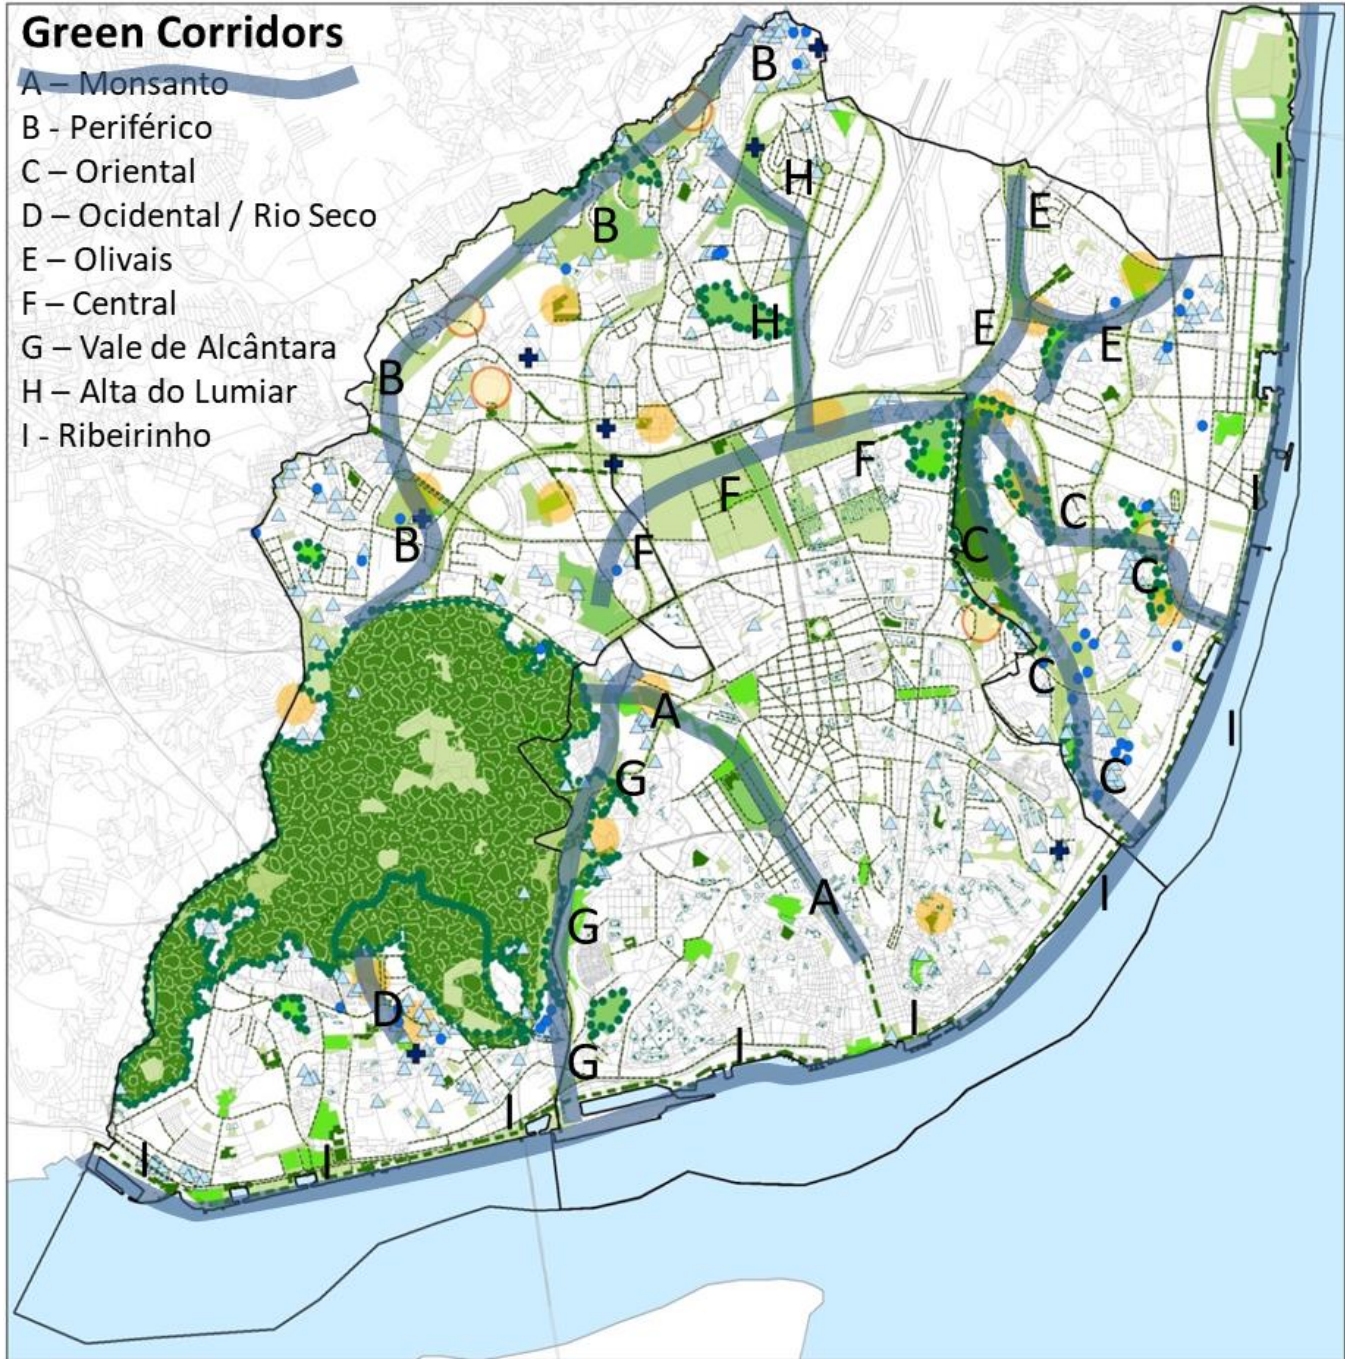 Green Corridors
A – Monsanto
B - Periférico
C – Oriental
D – Ocidental / Rio Seco
E – Olivais
F – Central
G – Vale de Alcântara
H – Alta do Lumiar
I - Ribeirinho
B
H
I
E
B
H
E
E
B
F
F
C
I
B
F
C
C
C
A
I
G
C
A
I
G
D
I
I
G
I
I
I